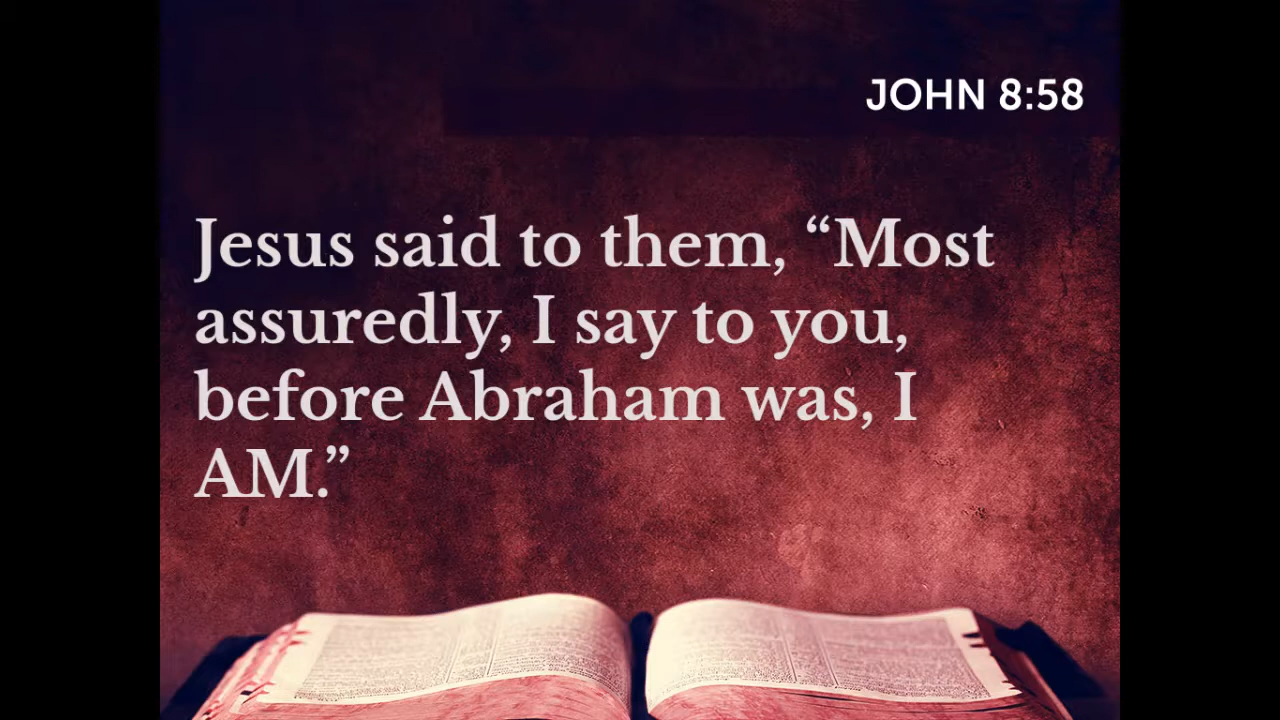 JOHN 8:58
Jesus said to them, “Most
assuredly, I say to you,
before Abraham was, I
AM.”